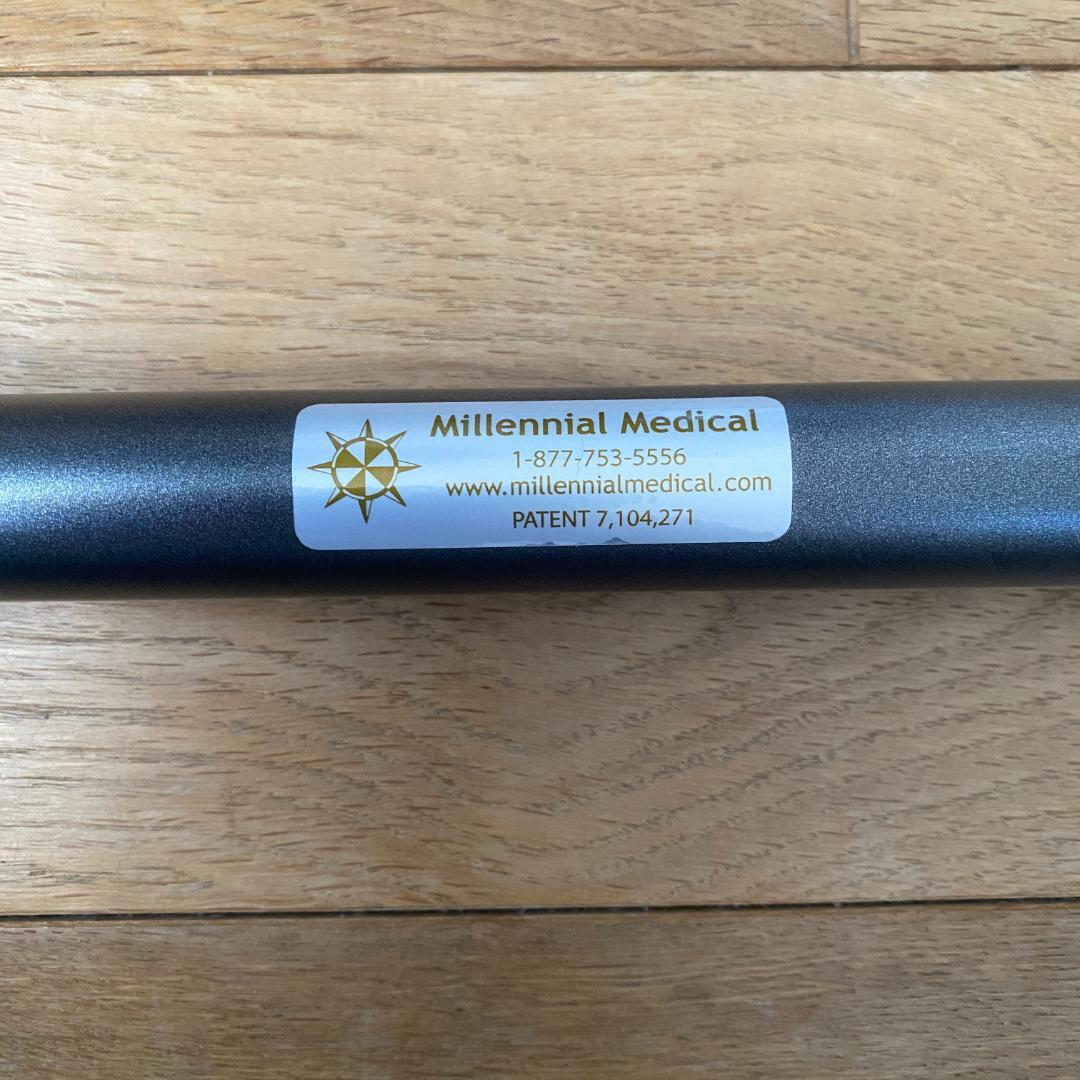 Millennial Medical
1-877-753-5556
www.millennialmedical.com
PATENT 7,104,271